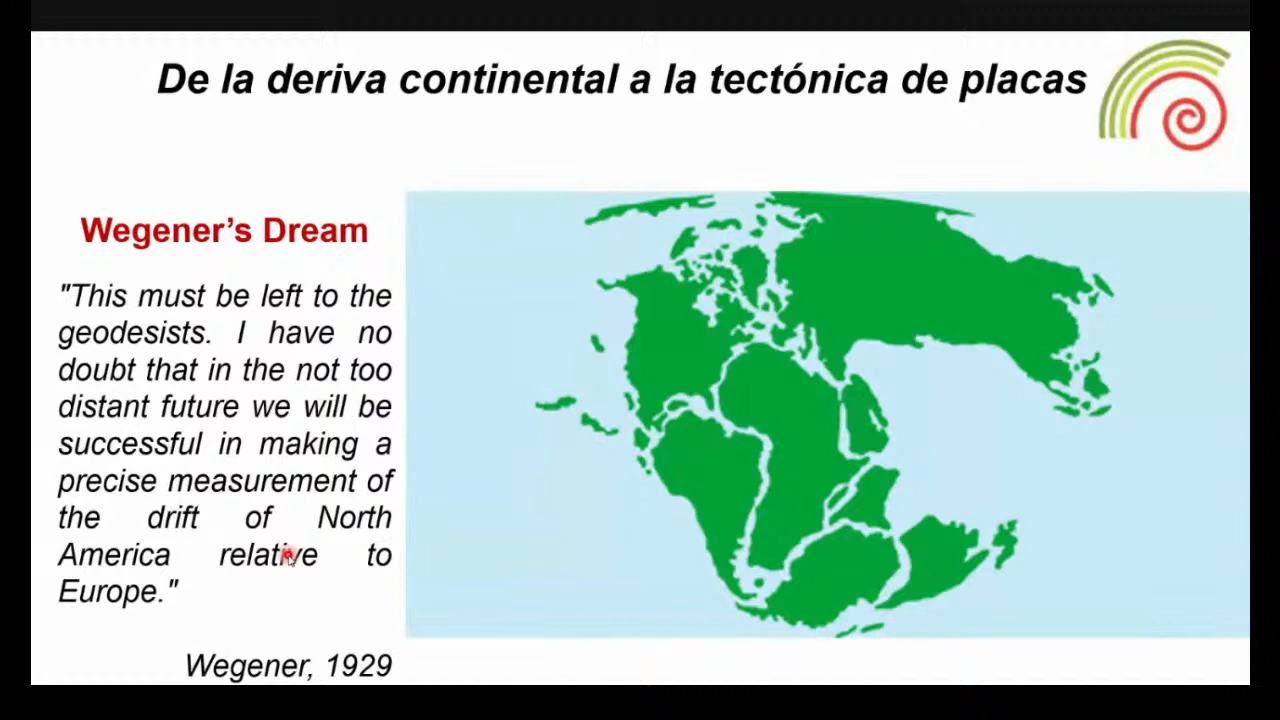 De la deriva continental a la tectónica de placas
Wegener’s Dream
"This must be left to the
geodesists. I have no
doubt that in the not too
distant future we will be
successful in making a
precise measurement of
the drift of North
America relative to
Europe."
Wegener, 1929